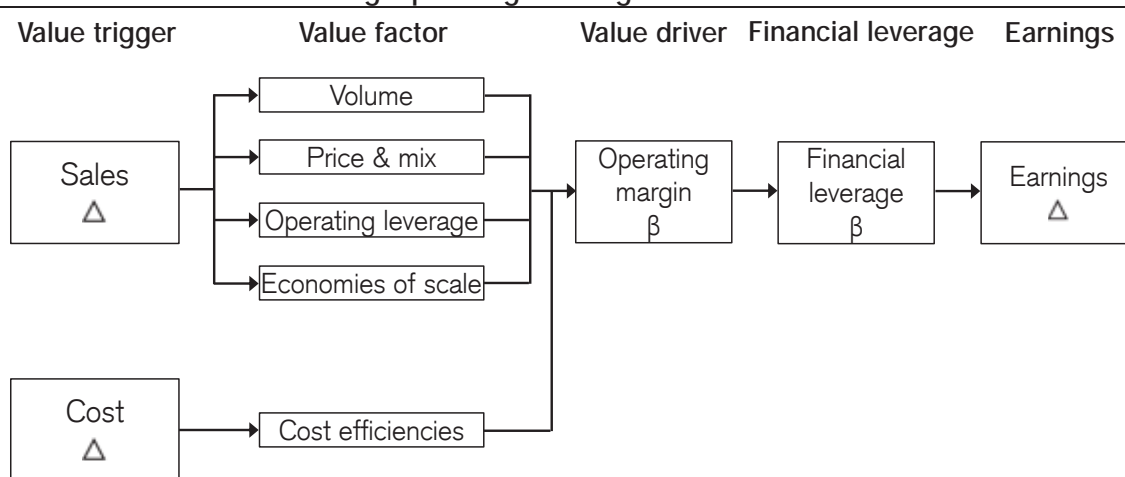 Value trigger Value factor Value driver Financial leverage Earnings
Volume
Price & mix
Operating leverage
Economies of scale
Sales
Δ
Operating
margin
β
Financial
leverage
β
Earnings
Δ
Cost
Δ
Cost efficiencies